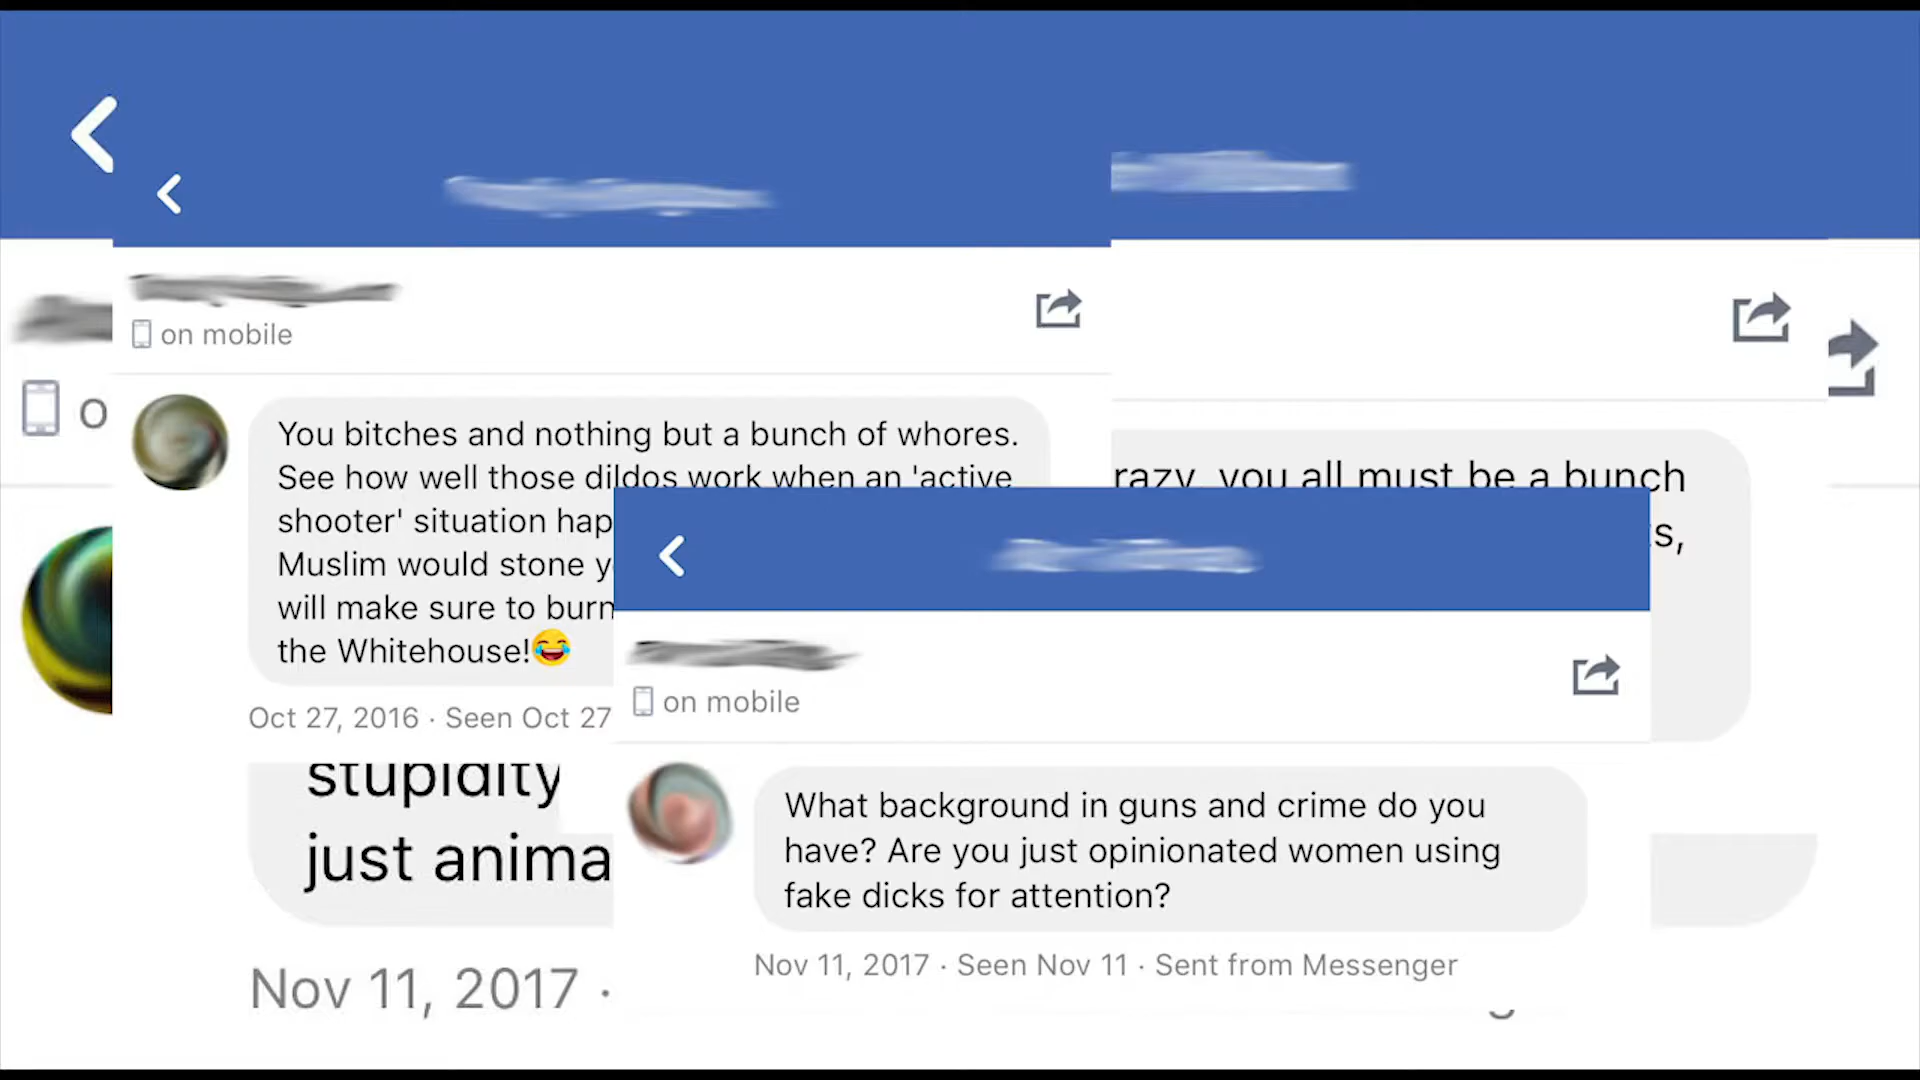 on mobile
You bitches and nothing but a bunch of whores.
See how well those dildos work when an 'active
shooter' situation hap
Muslim would stone y
will make sure to burn
the Whitehouse!😂
Oct 27, 2016 · Seen Oct 27
razy, you all must be a bunch
s,
stupidity
just anima
Nov 11, 2017 ·
on mobile
What background in guns and crime do you
have? Are you just opinionated women using
fake dicks for attention?
Nov 11, 2017 · Seen Nov 11 · Sent from Messenger